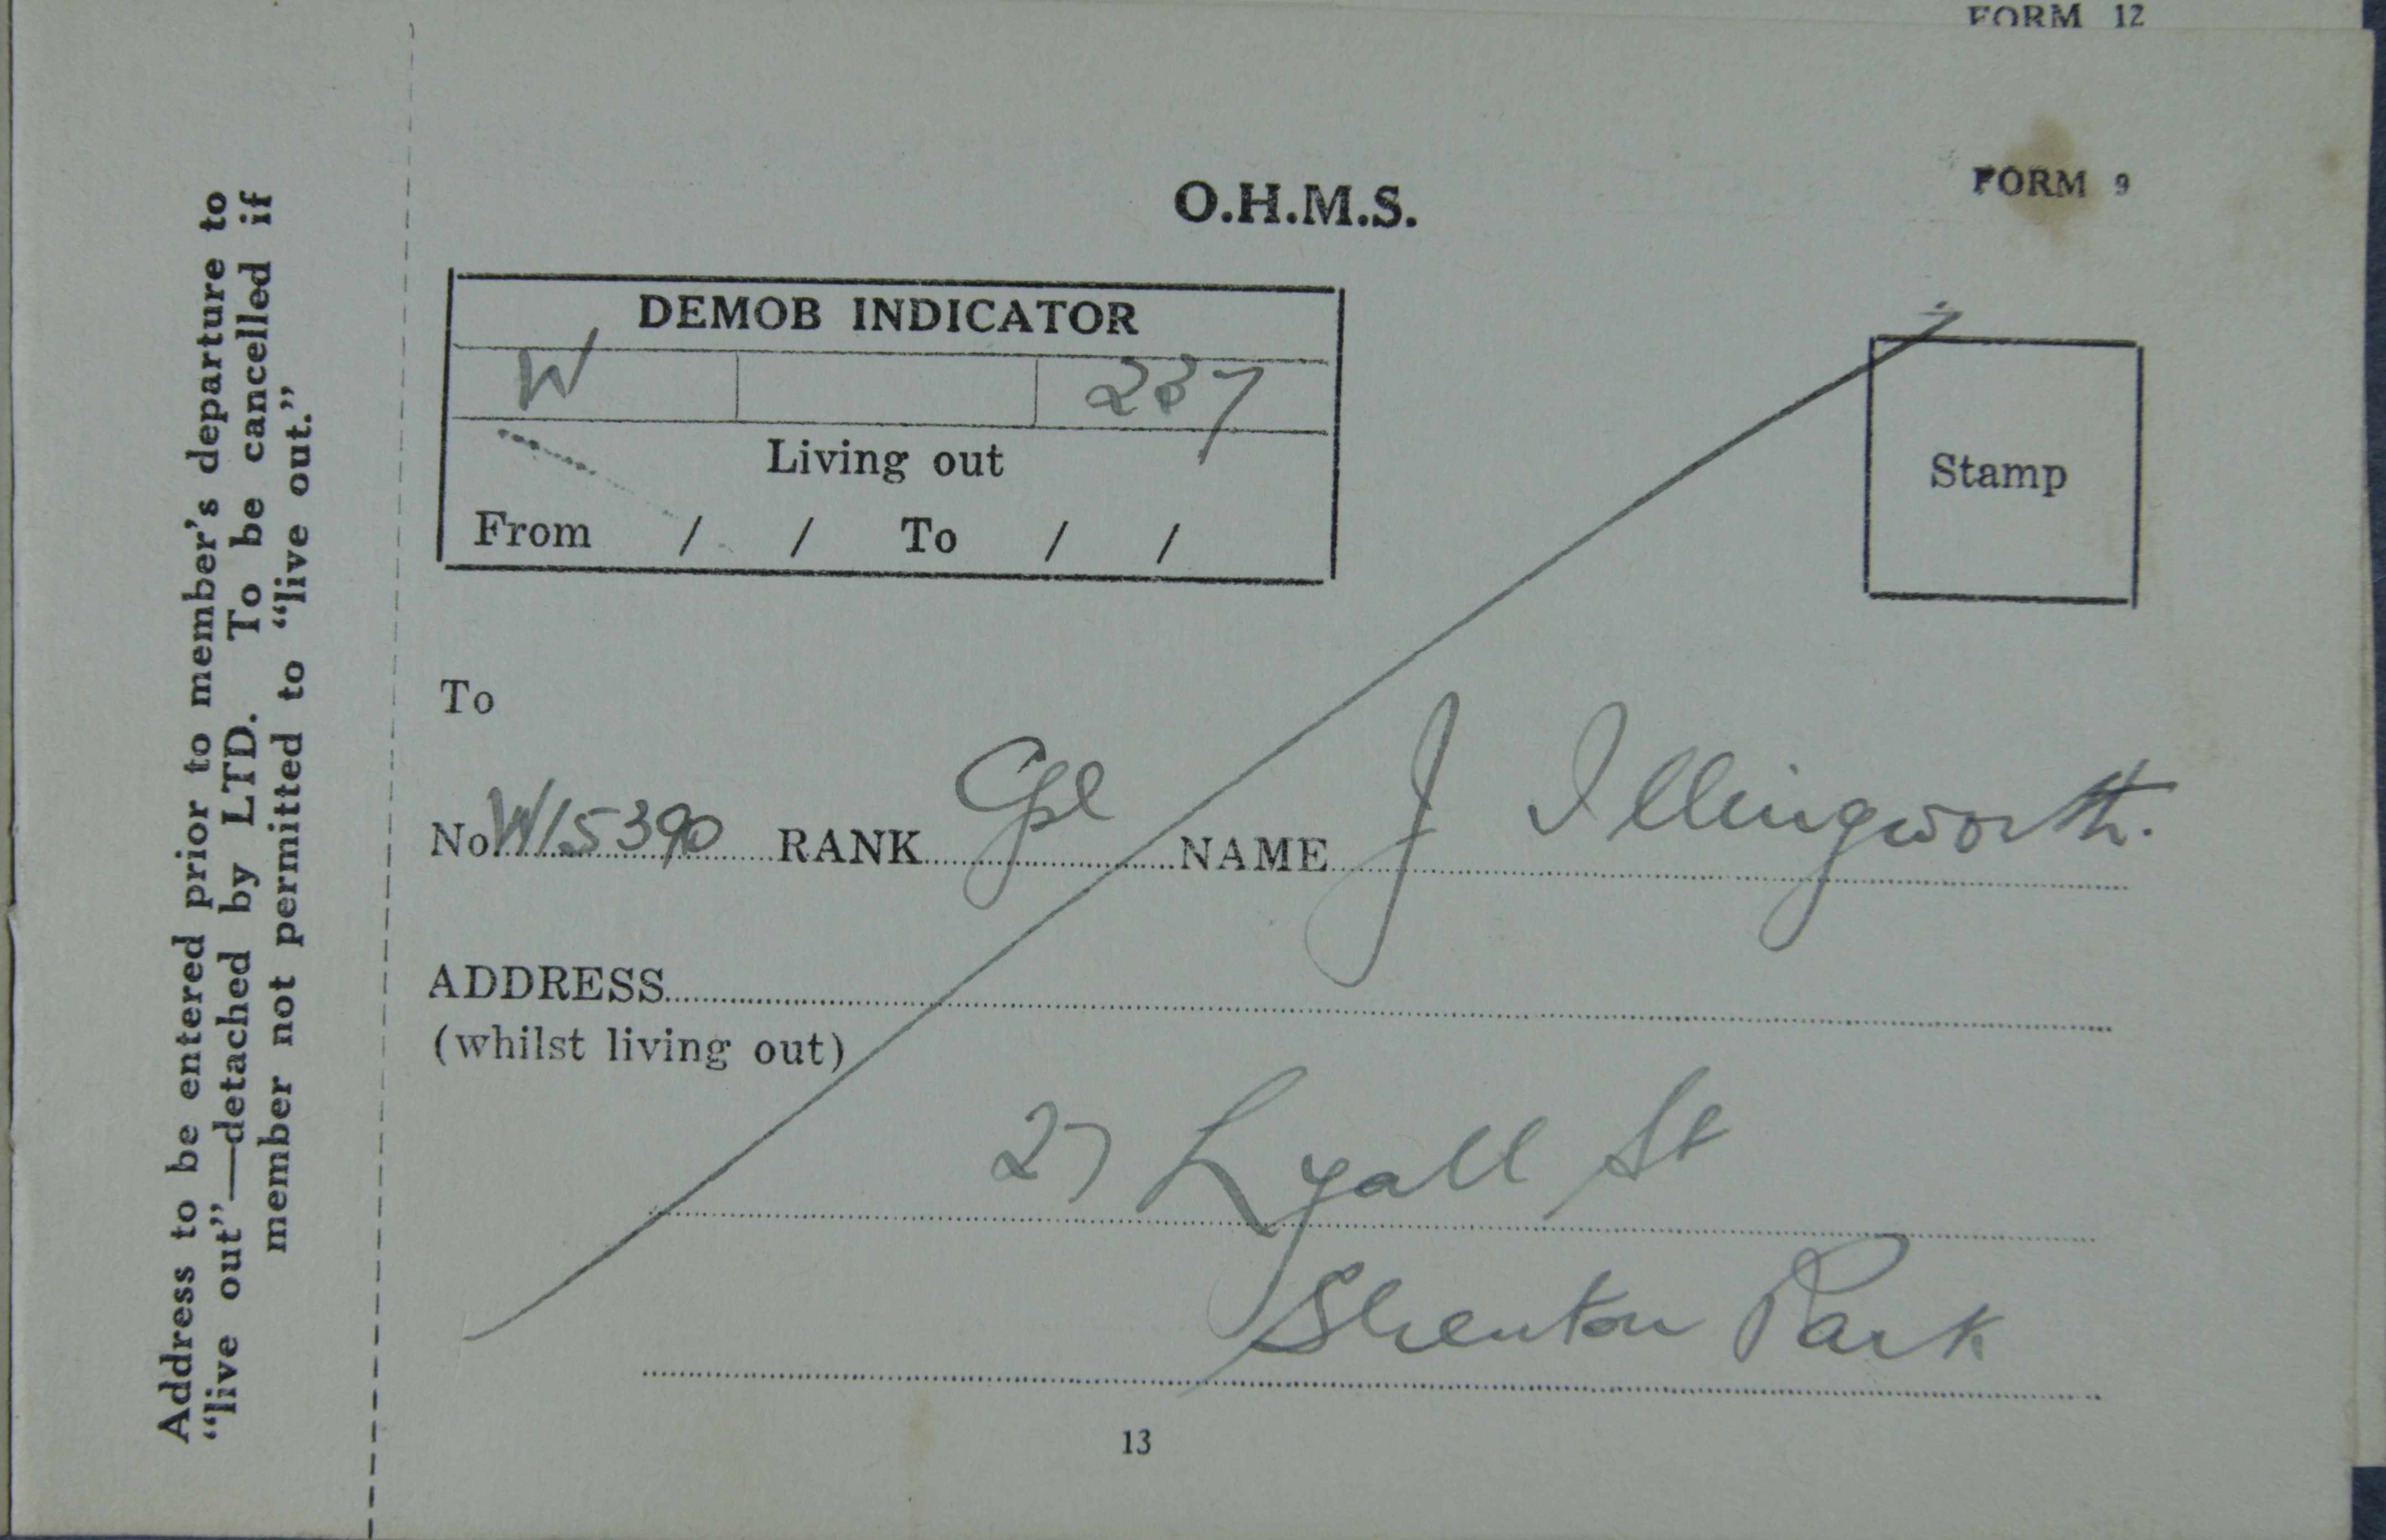 FORM 12
FORM 9
O.H.M.S.
DEMOB INDICATOR
W 237
Living out
From / / To / /
Stamp
To
No. W15390 RANK Cpl NAME J Illingworth.
ADDRESS
(whilst living out)
27 Lyall St
Shenton Park
13
Address to be entered prior to member's departure to
"live out"—detached by LTD. To be cancelled if
member not permitted to "live out."